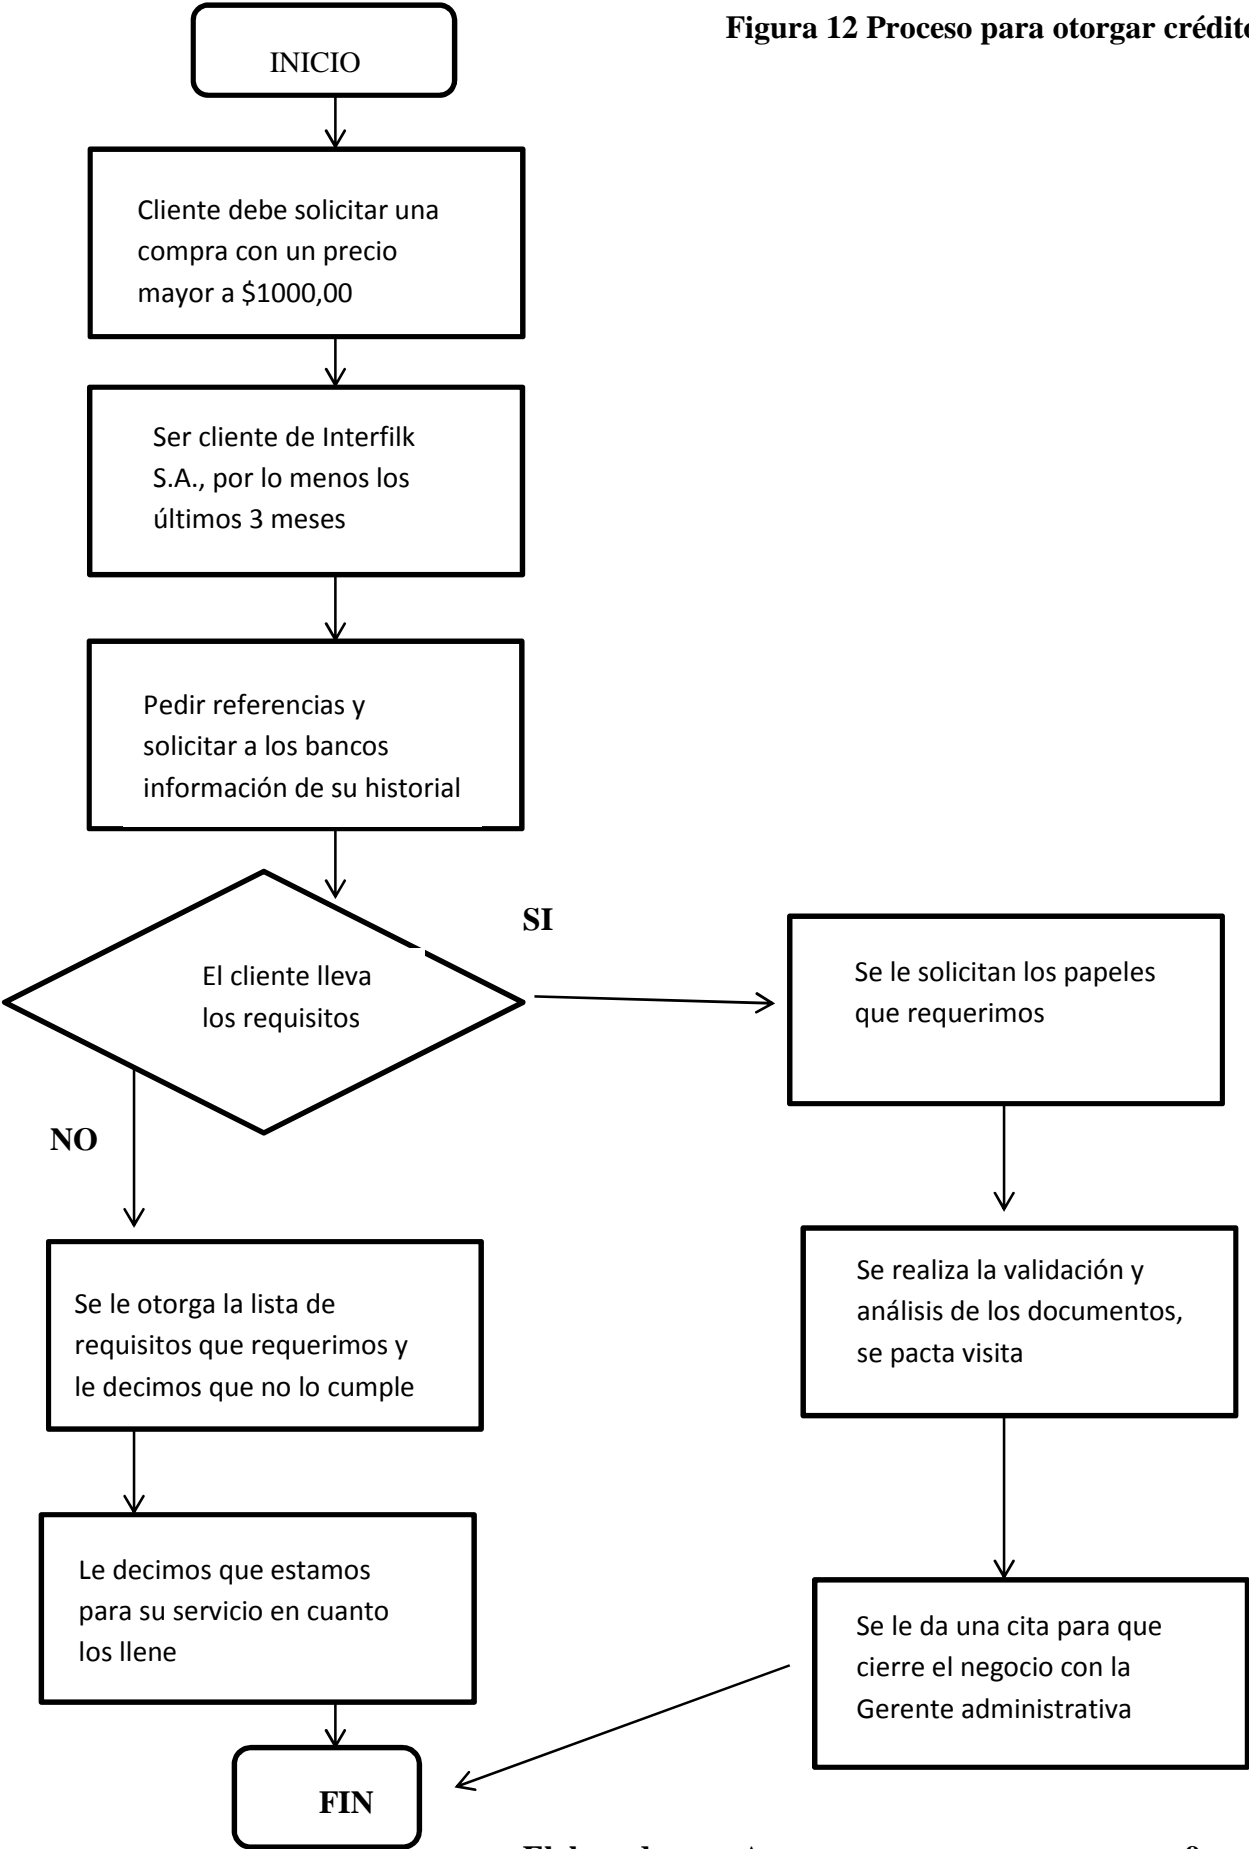 Figura 12 Proceso para otorgar crédito
INICIO
Cliente debe solicitar una
compra con un precio
mayor a $1000,00
Ser cliente de Interfilk
S.A., por lo menos los
últimos 3 meses
Pedir referencias y
solicitar a los bancos
información de su historial
El cliente lleva
los requisitos
SI
Se le solicitan los papeles
que requerimos
Se realiza la validación y
análisis de los documentos,
se pacta visita
Se le da una cita para que
cierre el negocio con la
Gerente administrativa
NO
Se le otorga la lista de
requisitos que requerimos y
le decimos que no lo cumple
Le decimos que estamos
para su servicio en cuanto
los llene
FIN